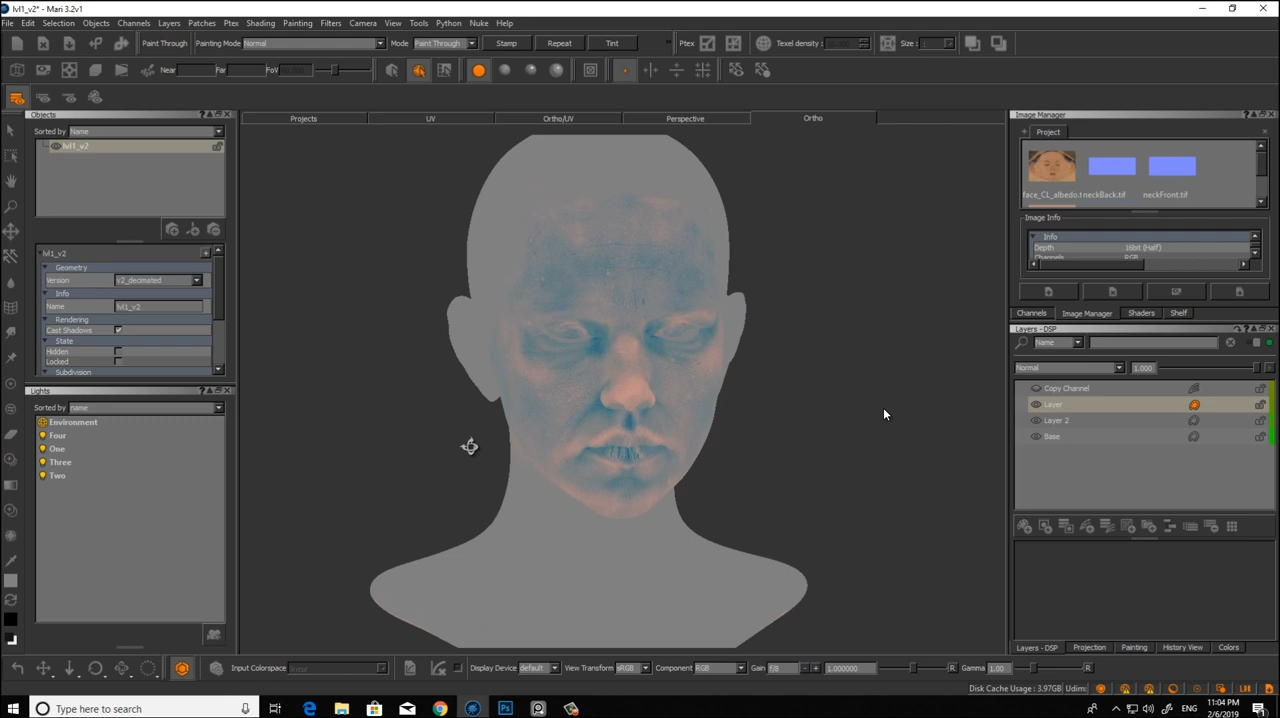 lvl1_v2* - Mari 3.2v1
File Edit Selection Objects Channels Layers Patches Ptex Shading Painting Filters Camera View Tools Python Nuke Help
Paint Through Painting Mode Normal Mode Paint Through Stamp Repeat Tint Ptex Texel density : Size :
Near Far FoV
Objects
Sorted by Name
lvl1_v2
lvl1_v2
Geometry
Version v2_decimated
Info
Name lvl1_v2
Rendering
Cast Shadows
State
Hidden
Locked
Subdivision
Lights
Sorted by name
Environment
Four
One
Three
Two
Projects UV Ortho/UV Perspective Ortho
Image Manager
Project
face_CL_albedo.t neckBack.tif neckFront.tif
Image Info
Info
Depth 16bit (Half)
Channels RGB
Channels Image Manager Shaders Shelf
Layers - DSP
Name
Normal 1.000
Copy Channel
Layer
Layer 2
Base
Layers - DSP Projection Painting History View Colors
Input Colorspace linear Display Device default View Transform sRGB Component RGB Gain f/8 - + 1.000000 R Gamma 1.00 R
Disk Cache Usage : 3.97GB Udim:
Type here to search
ENG
11:04 PM
2/6/2019